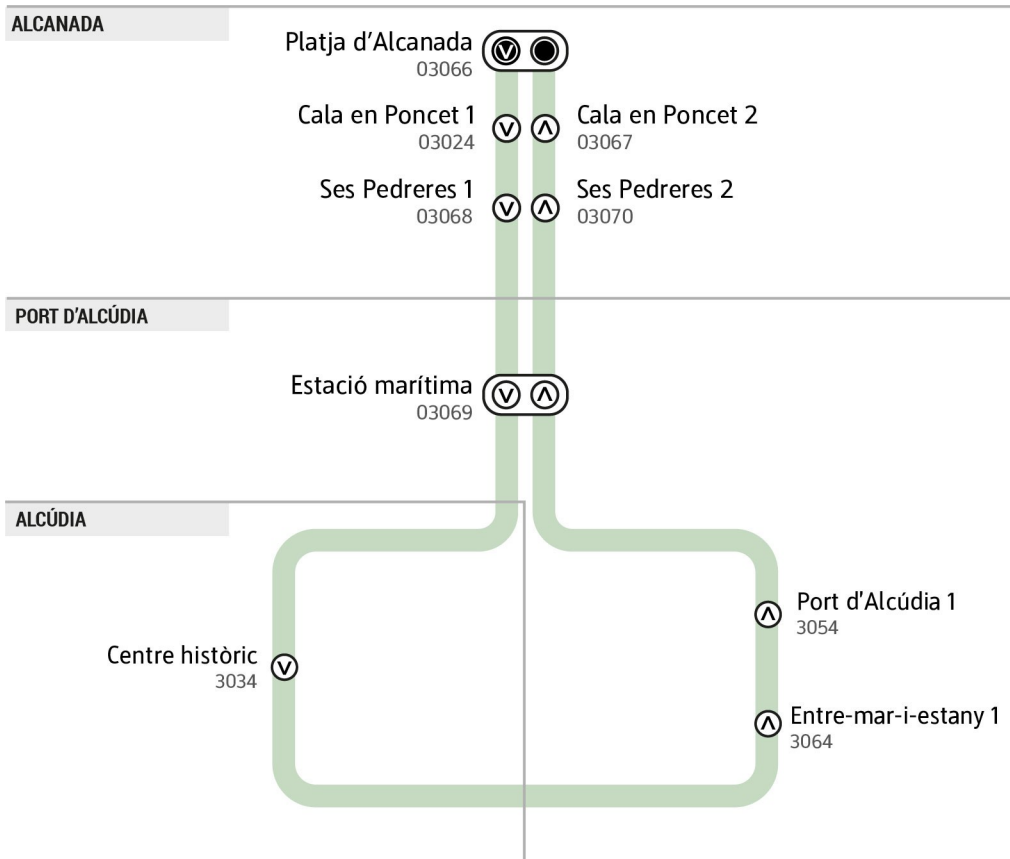 ALCANADA
Platja d’Alcanada
03066
Cala en Poncet 1
03024
Cala en Poncet 2
03067
Ses Pedreres 1
03068
Ses Pedreres 2
03070
PORT D’ALCÚDIA
Estació marítima
03069
ALCÚDIA
Port d’Alcúdia 1
3054
Centre històric
3034
Entre-mar-i-estany 1
3064